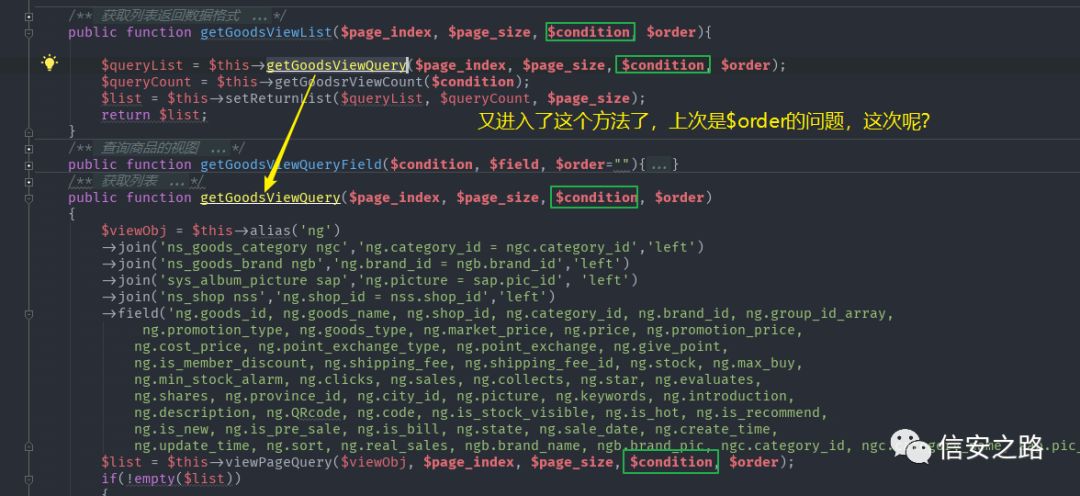 /** 获取列表返回数据格式 ...*/
public function getGoodsViewList($page_index, $page_size, $condition, $order){
$queryList = $this→getGoodsViewQuery($page_index, $page_size, $condition, $order);
$queryCount = $this→getGoodsrViewCount($condition);
$list = $this→setReturnList($queryList, $queryCount, $page_size);
return $list;
又进入了这个方法了，上次是$order的问题，这次呢?
}
/** 查询商品的视图 ...*/
public function getGoodsViewQueryField($condition, $field, $order=""){...}
/** 获取列表 ...*/
public function getGoodsViewQuery($page_index, $page_size, $condition, $order)
{
$viewObj = $this→alias('ng')
→join('ns_goods_category ngc','ng.category_id = ngc.category_id','left')
→join('ns_goods_brand ngb','ng.brand_id = ngb.brand_id','left')
→join('sys_album_picture sap','ng.picture = sap.pic_id', 'left')
→join('ns_shop nss','ng.shop_id = nss.shop_id','left')
→field('ng.goods_id, ng.goods_name, ng.shop_id, ng.category_id, ng.brand_id, ng.group_id_array,
ng.promotion_type, ng.goods_type, ng.market_price, ng.price, ng.promotion_price,
ng.cost_price, ng.point_exchange_type, ng.point_exchange, ng.give_point,
ng.is_member_discount, ng.shipping_fee, ng.shipping_fee_id, ng.stock, ng.max_buy,
ng.min_stock_alarm, ng.clicks, ng.sales, ng.collects, ng.star, ng.evaluates,
ng.shares, ng.province_id, ng.city_id, ng.picture, ng.keywords, ng.introduction,
ng.description, ng.QRcode, ng.code, ng.is_stock_visible, ng.is_hot, ng.is_recommend,
ng.is_new, ng.is_pre_sale, ng.is_bill, ng.state, ng.sale_date, ng.create_time,
ng.update_time, ng.sort, ng.real_sales, ngb.brand_name, ngb.brand_pic, ngc.category_id,
$list = $this→viewPageQuery($viewObj, $page_index, $page_size, $condition, $order);
if(!empty($list))
{
信安之路